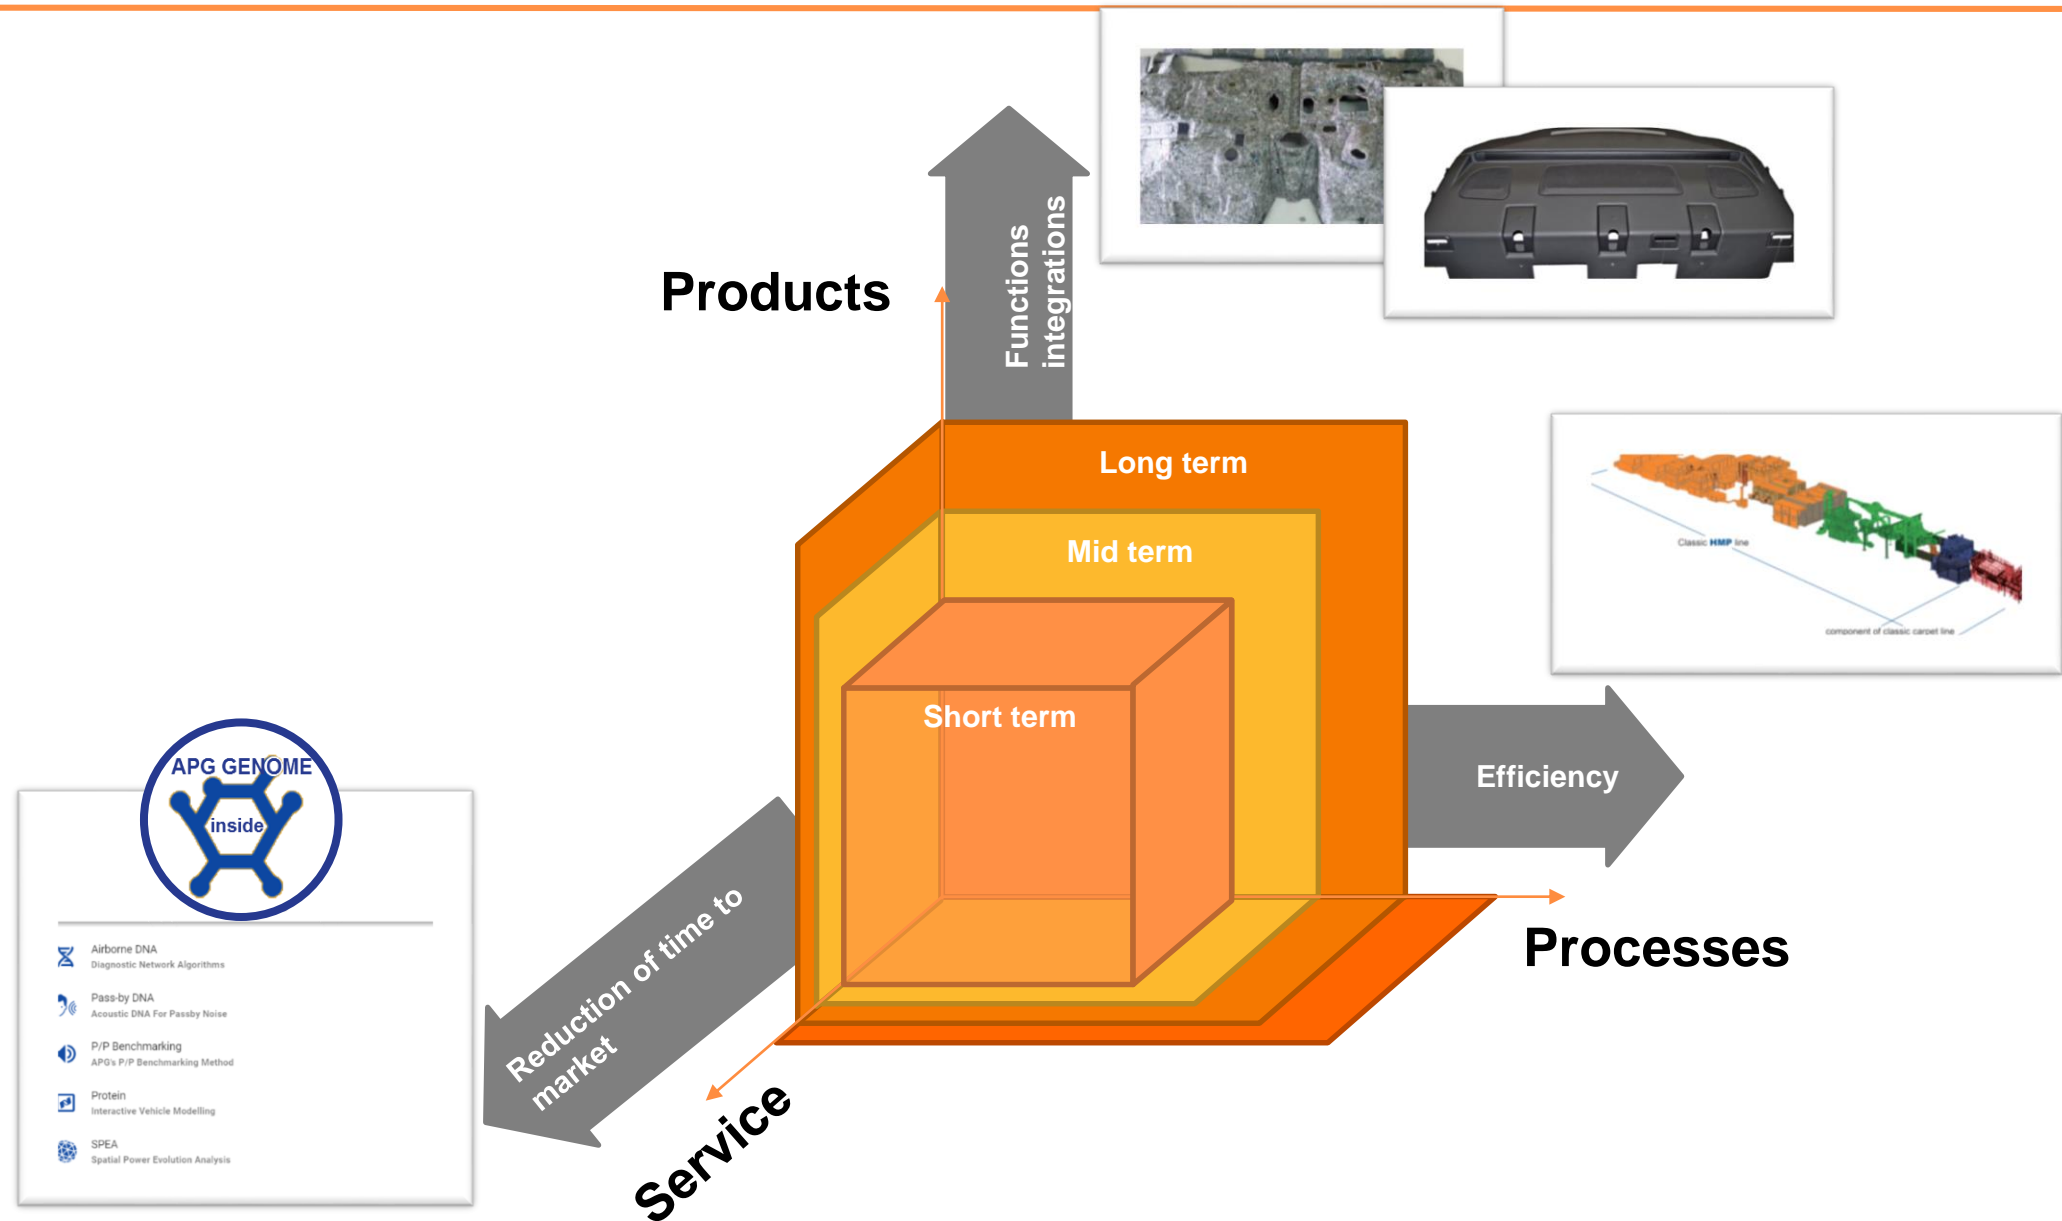 Products
Functions
integrations
Long term
Mid term
Short term
Classic HMP line
component of classic carpet line
Efficiency
Processes
APG GENOME
inside
Airborne DNA
Diagnostic Network Algorithms
Pass-by DNA
Acoustic DNA For Passby Noise
P/P Benchmarking
APG's P/P Benchmarking Method
Protein
Interactive Vehicle Modelling
SPEA
Spatial Power Evolution Analysis
Reduction of time to
market
Service